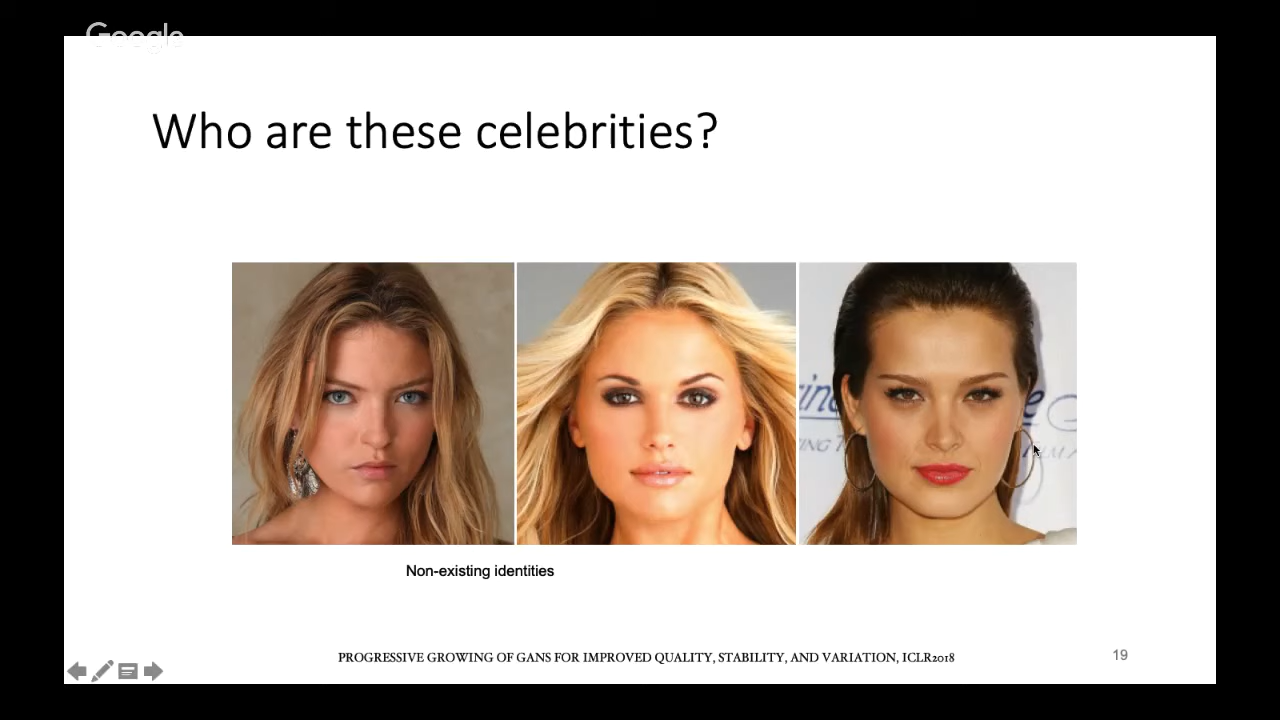 Google
Who are these celebrities?
Non-existing identities
PROGRESSIVE GROWING OF GANS FOR IMPROVED QUALITY, STABILITY, AND VARIATION, ICLR2018
19